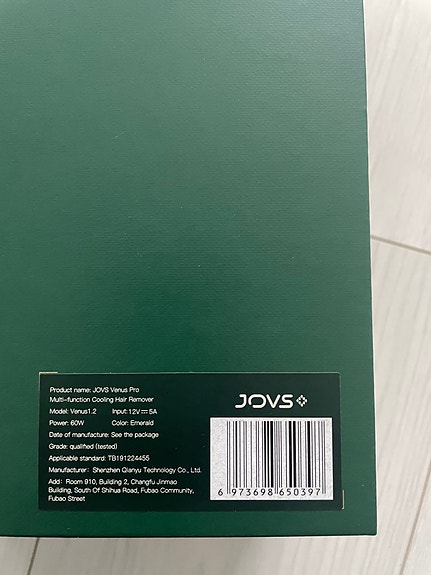 Product name: JOVS Venus Pro
Multi-function Cooling Hair Remover
Model: Venus1.2 Input:12V⎓5A
Power: 60W Color: Emerald
Date of manufacture: See the package
Grade: qualified (tested)
Applicable standard: TB191224455
Manufacturer: Shenzhen Qianyu Technology Co., Ltd.
Add: Room 910, Building 2, Changfu Jinmao
Building, South Of Shihua Road, Fubao Community,
Fubao Street
JOVS
6 973698 650397